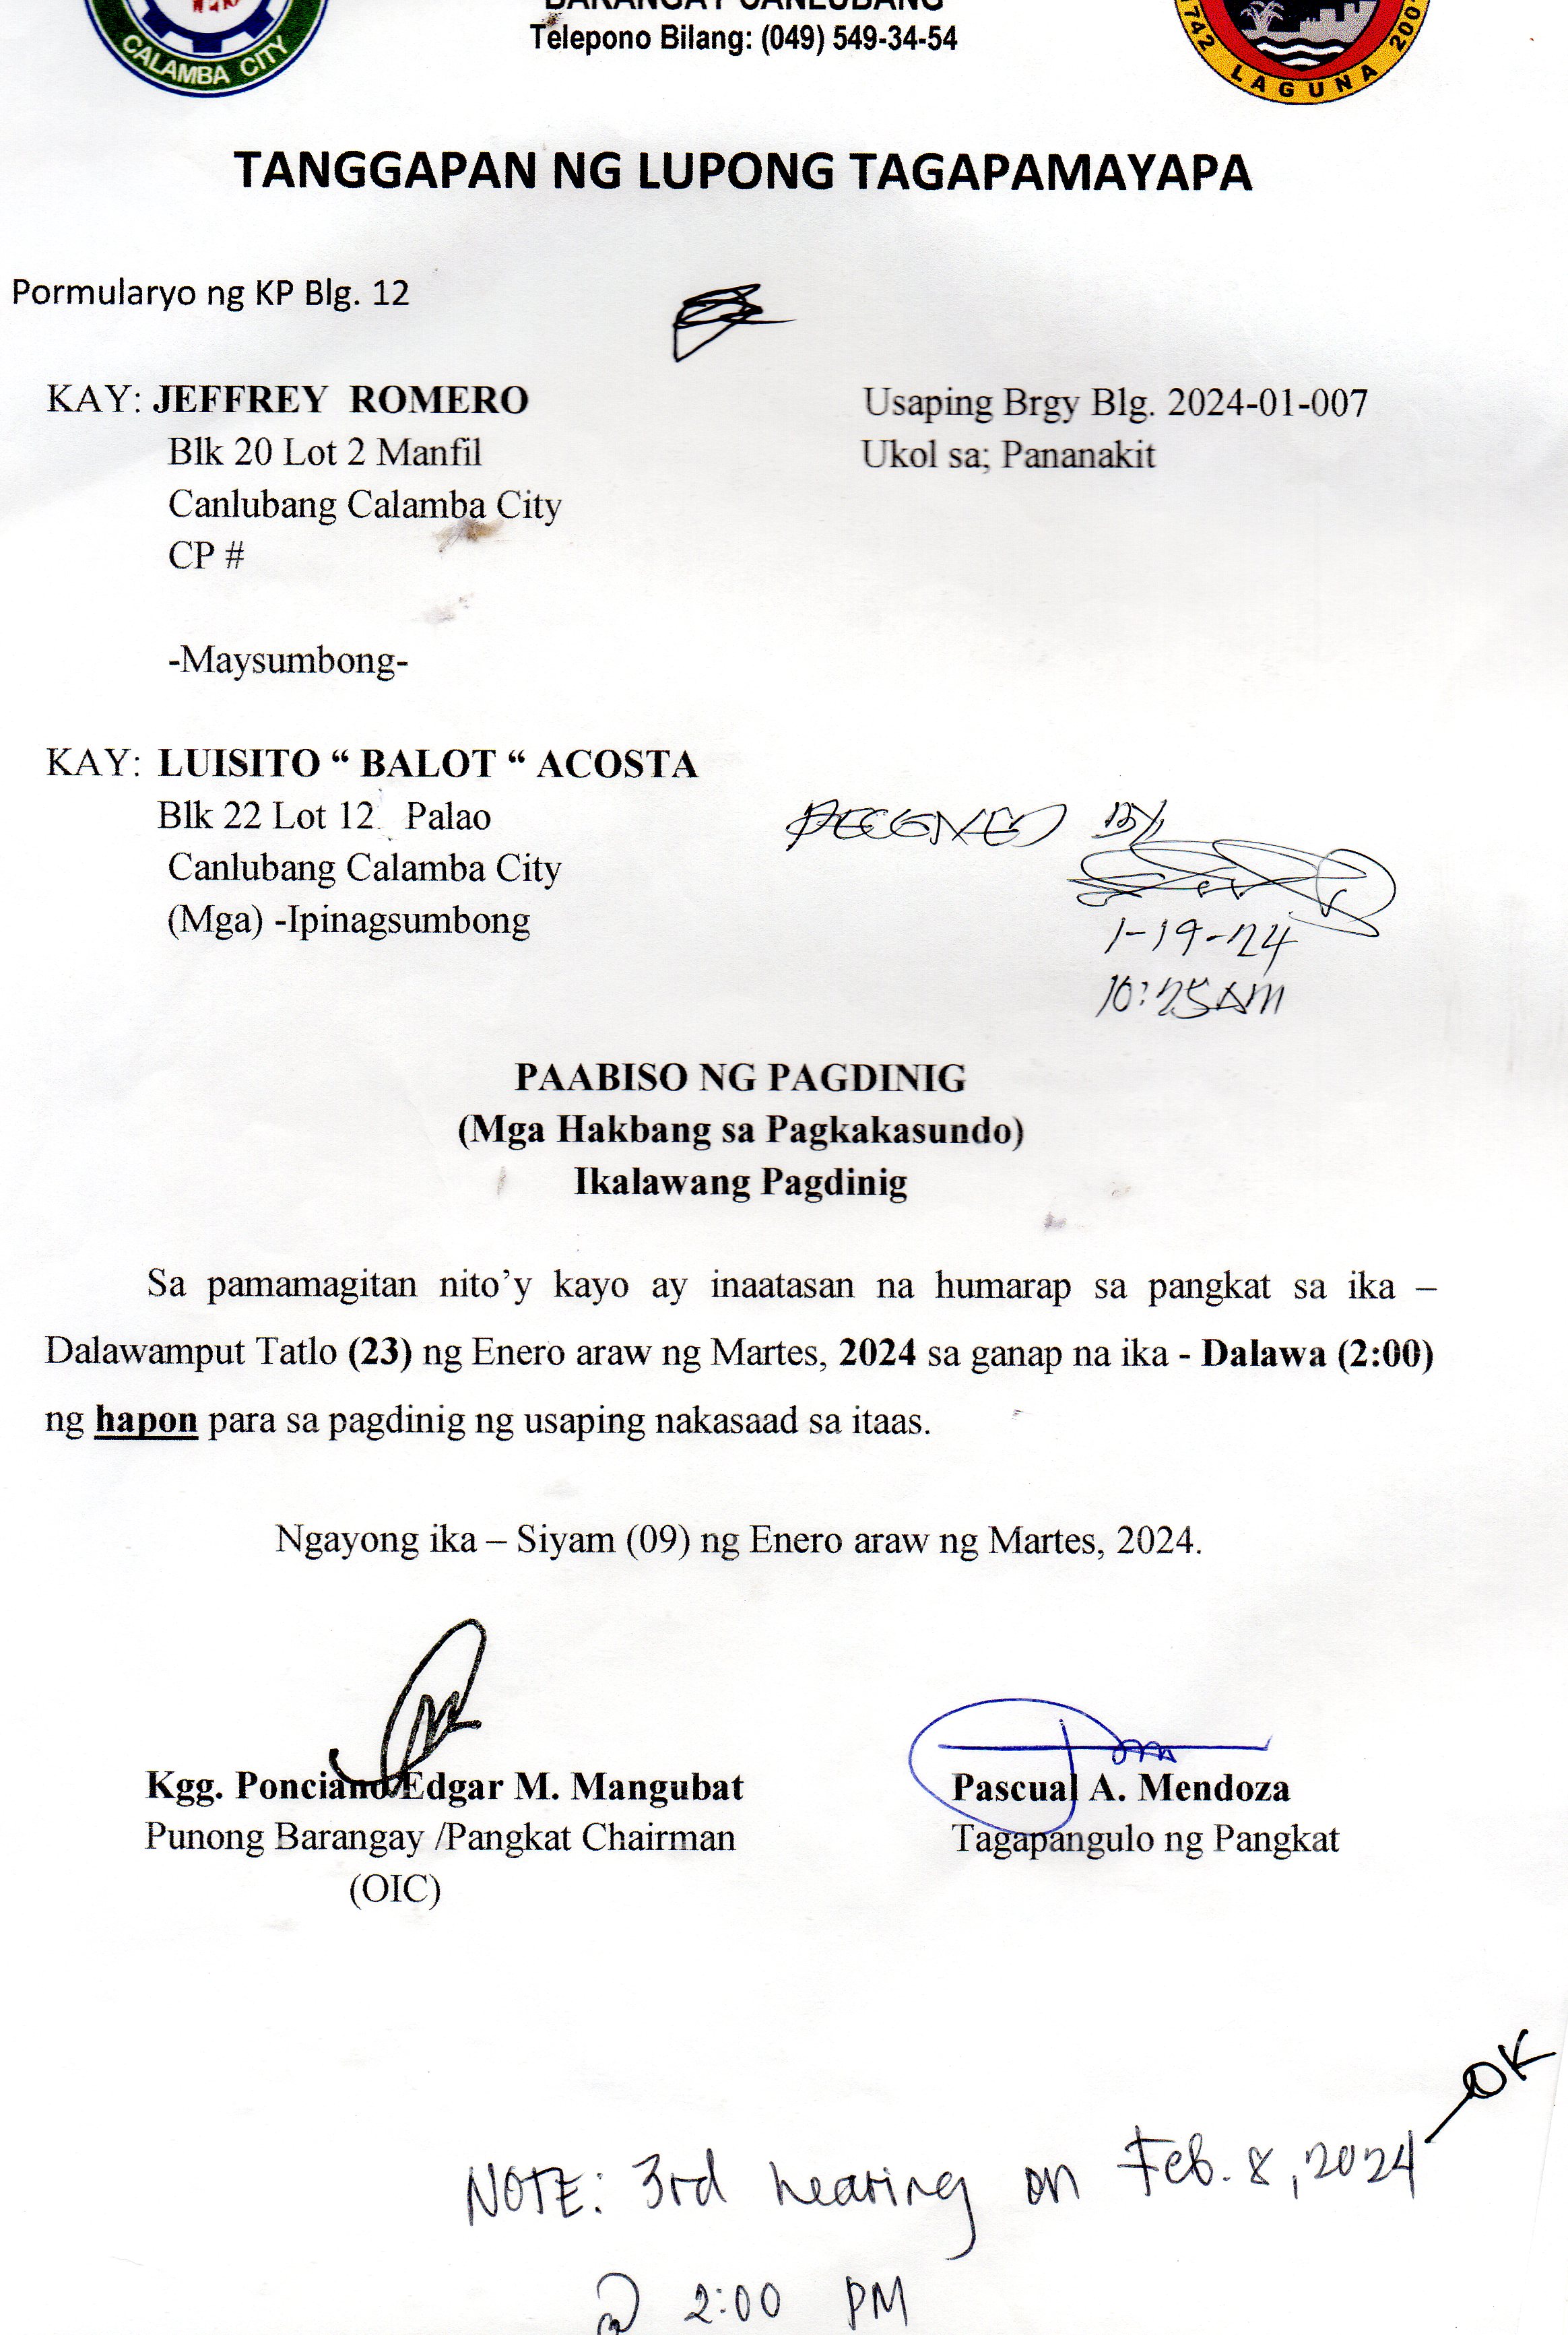 BARANGAY CANLUBANG
CALAMBA CITY
Telepono Bilang: (049) 549-34-54
1742 LAGUNA 200
TANGGAPAN NG LUPONG TAGAPAMAYAPA
Pormularyo ng KP Blg. 12
KAY: JEFFREY ROMERO
Usaping Brgy Blg. 2024-01-007
Blk 20 Lot 2 Manfil
Ukol sa; Pananakit
Canlubang Calamba City
CP #
-Maysumbong-
KAY: LUISITO “ BALOT “ ACOSTA
Blk 22 Lot 12 Palao
RECEIVED BY
Canlubang Calamba City
(Mga) -Ipinagsumbong
1-19-24
10:25AM
PAABISO NG PAGDINIG
(Mga Hakbang sa Pagkakasundo)
Ikalawang Pagdinig
Sa pamamagitan nito’y kayo ay inaatasan na humarap sa pangkat sa ika –
Dalawamput Tatlo (23) ng Enero araw ng Martes, 2024 sa ganap na ika - Dalawa (2:00)
ng hapon para sa pagdinig ng usaping nakasaad sa itaas.
Ngayong ika – Siyam (09) ng Enero araw ng Martes, 2024.
Kgg. Ponciano Edgar M. Mangubat
Pascual A. Mendoza
Punong Barangay /Pangkat Chairman
Tagapangulo ng Pangkat
(OIC)
OK
NOTE: 3rd hearing on Feb. 8, 2024
@ 2:00 PM